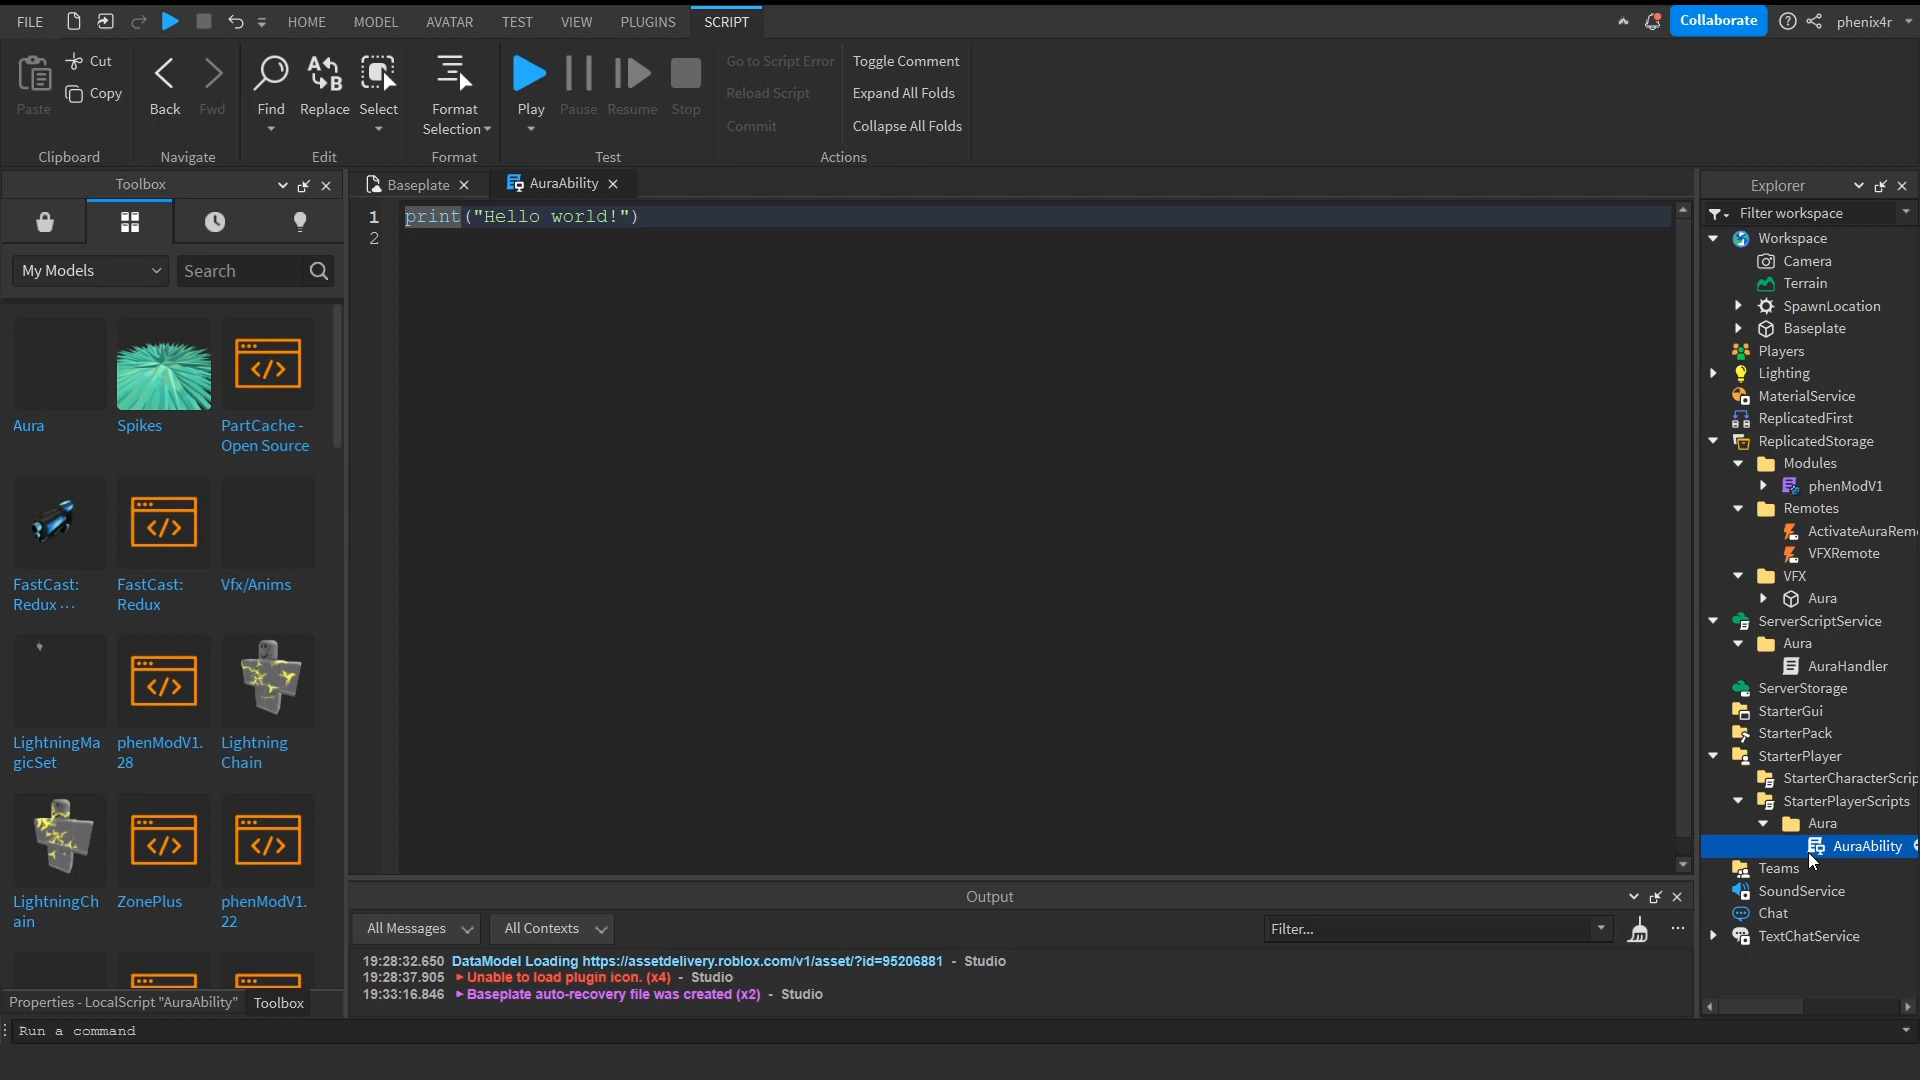 FILE HOME MODEL AVATAR TEST VIEW PLUGINS SCRIPT Collaborate phenix4r
Paste Cut Copy
Clipboard
Back Fwd
Navigate
Find Replace Select
Edit
Format
Selection
Format
Play Pause Resume Stop
Test
Go to Script Error Toggle Comment
Reload Script Expand All Folds
Commit Collapse All Folds
Actions
Toolbox
My Models Search
Aura
Spikes
PartCache -
Open Source
FastCast:
Redux ...
FastCast:
Redux
Vfx/Anims
LightningMa
gicSet
phenModV1.
28
Lightning
Chain
LightningCh
ain
ZonePlus
phenModV1.
22
Properties - LocalScript "AuraAbility" Toolbox
Baseplate AuraAbility
1 print("Hello world!")
2
Output
All Messages All Contexts Filter...
19:28:32.650 DataModel Loading https://assetdelivery.roblox.com/v1/asset/?id=95206881 - Studio
19:28:37.905 Unable to load plugin icon. (x4) - Studio
19:33:16.846 Baseplate auto-recovery file was created (x2) - Studio
Run a command
Explorer
Filter workspace
Workspace
Camera
Terrain
SpawnLocation
Baseplate
Players
Lighting
MaterialService
ReplicatedFirst
ReplicatedStorage
Modules
phenModV1
Remotes
ActivateAuraRem
VFXRemote
VFX
Aura
ServerScriptService
Aura
AuraHandler
ServerStorage
StarterGui
StarterPack
StarterPlayer
StarterCharacterScrip
StarterPlayerScripts
Aura
AuraAbility
Teams
SoundService
Chat
TextChatService